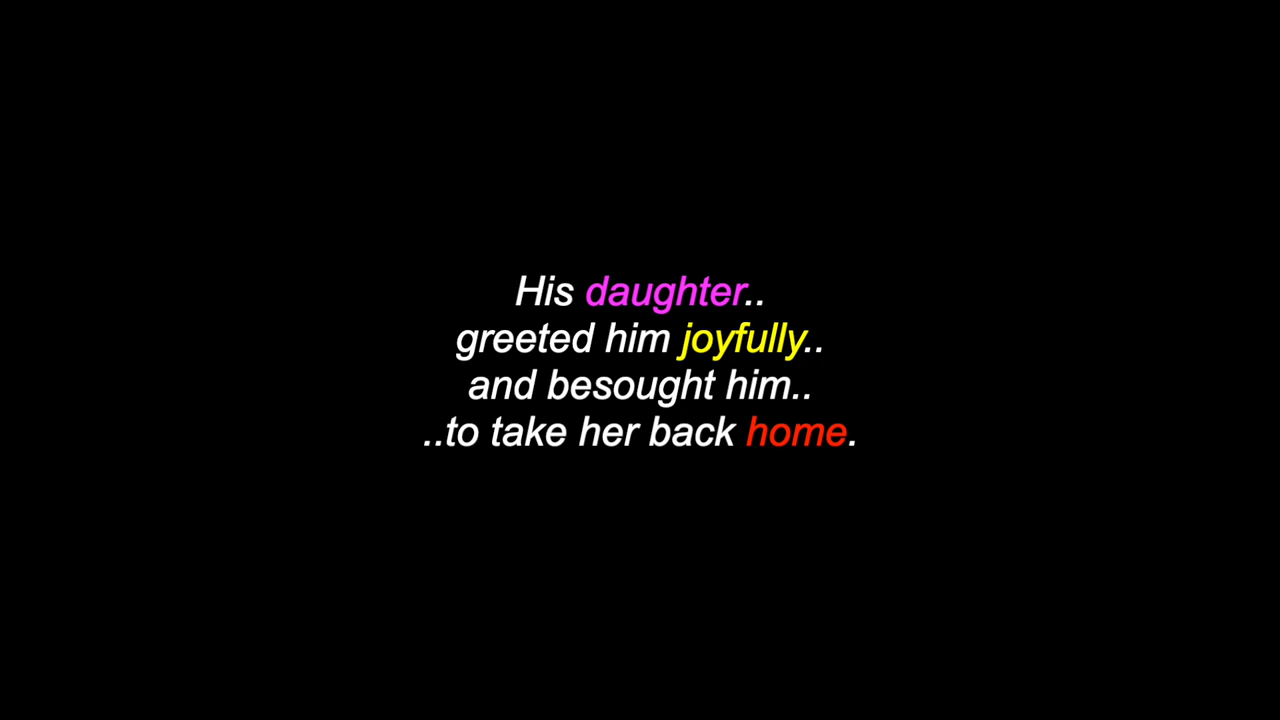 His daughter..
greeted him joyfully..
and besought him..
..to take her back home.